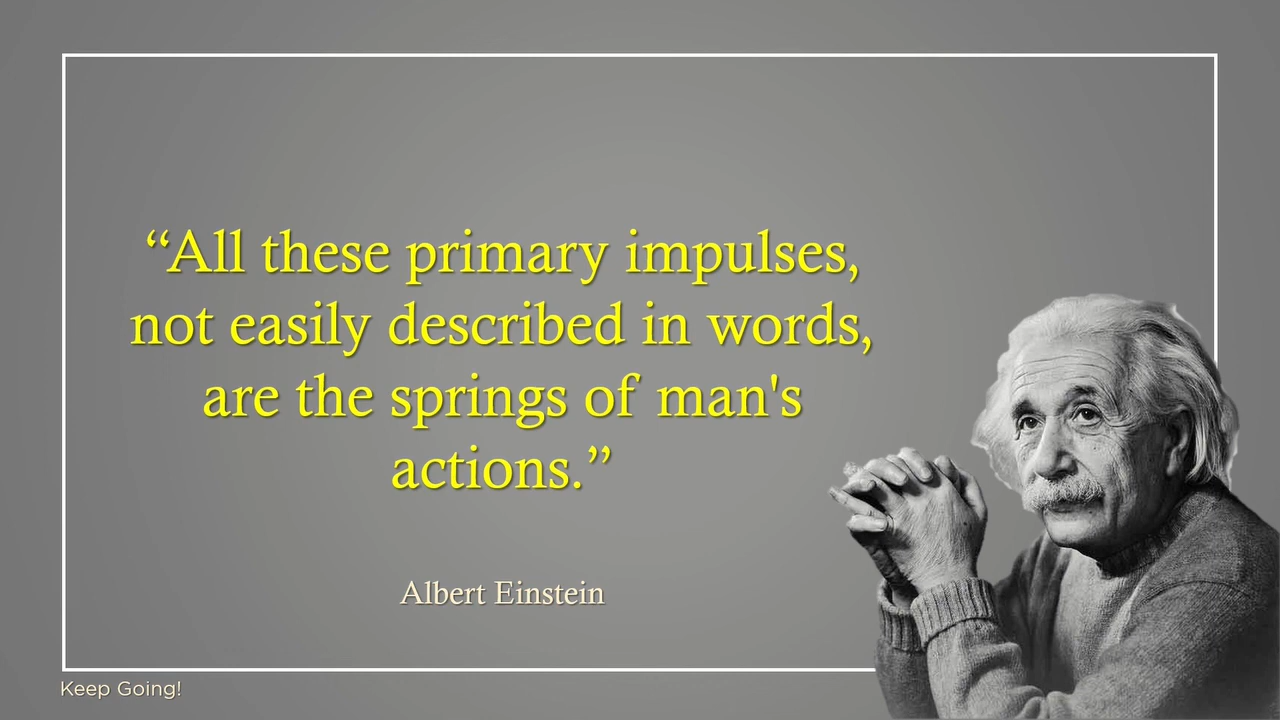 “All these primary impulses,
not easily described in words,
are the springs of man's
actions.”
Albert Einstein
Keep Going!